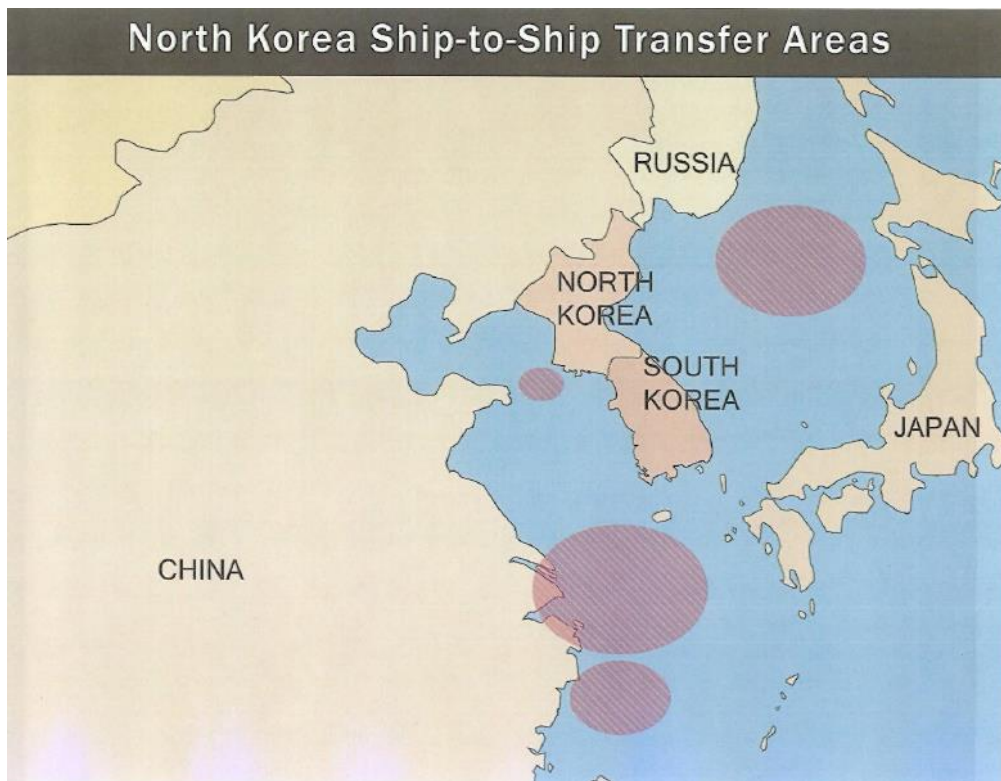 North Korea Ship-to-Ship Transfer Areas
RUSSIA
NORTH
KOREA
SOUTH
KOREA
JAPAN
CHINA